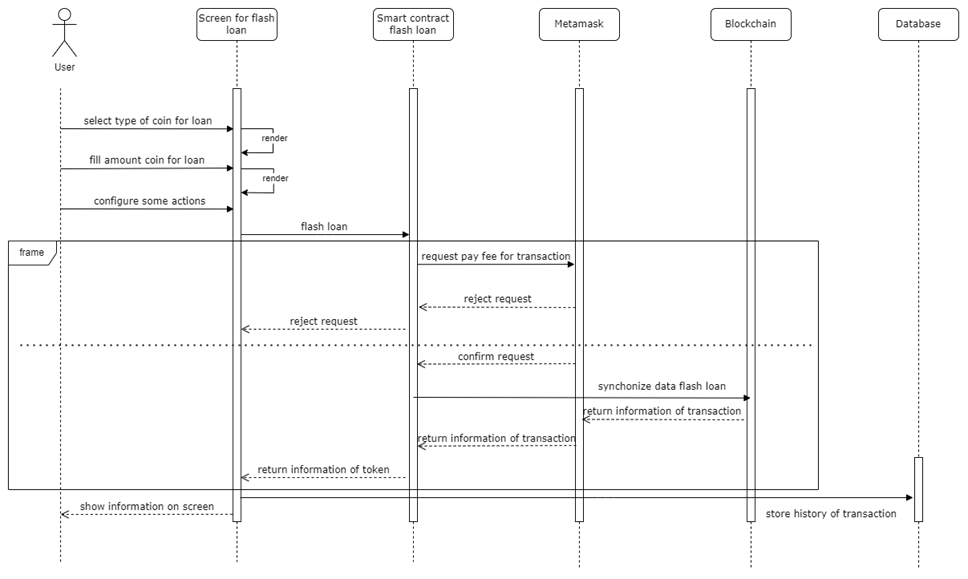 Screen for flash
loan
Smart contract
flash loan
Metamask
Blockchain
Database
User
select type of coin for loan
render
fill amount coin for loan
render
configure some actions
flash loan
frame
request pay fee for transaction
reject request
reject request
confirm request
synchonize data flash loan
return information of transaction
return information of transaction
return information of token
show information on screen
store history of transaction